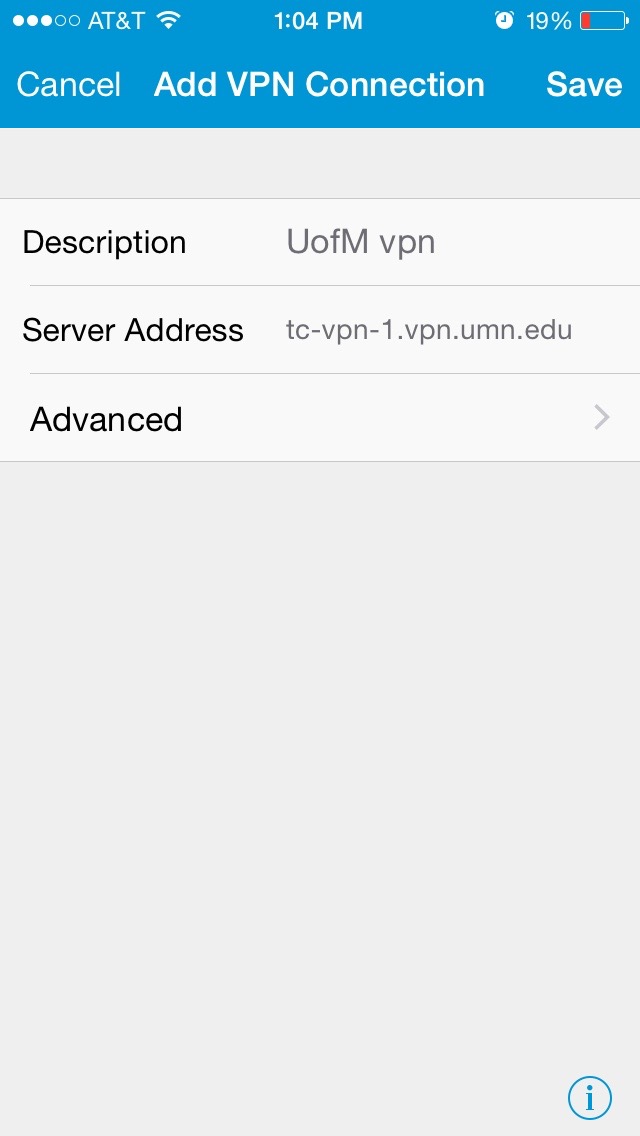 AT&T 1:04 PM 19%
Cancel Add VPN Connection Save
Description UofM vpn
Server Address tc-vpn-1.vpn.umn.edu
Advanced
i